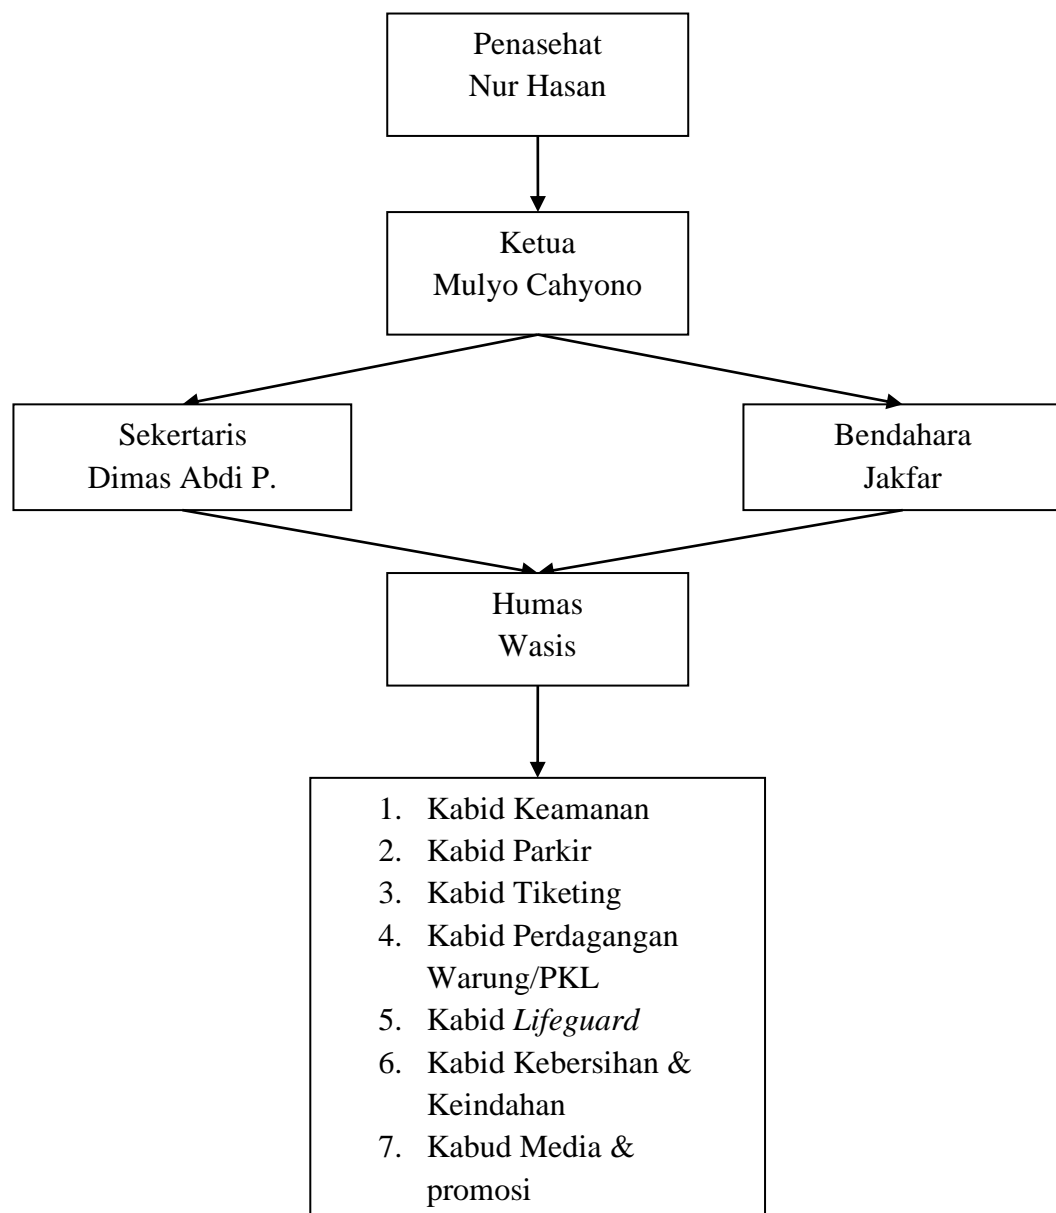 Penasehat
Nur Hasan
Ketua
Mulyo Cahyono
Sekertaris
Dimas Abdi P.
Bendahara
Jakfar
Humas
Wasis
1. Kabid Keamanan
2. Kabid Parkir
3. Kabid Tiketing
4. Kabid Perdagangan
Warung/PKL
5. Kabid Lifeguard
6. Kabid Kebersihan &
Keindahan
7. Kabud Media &
promosi